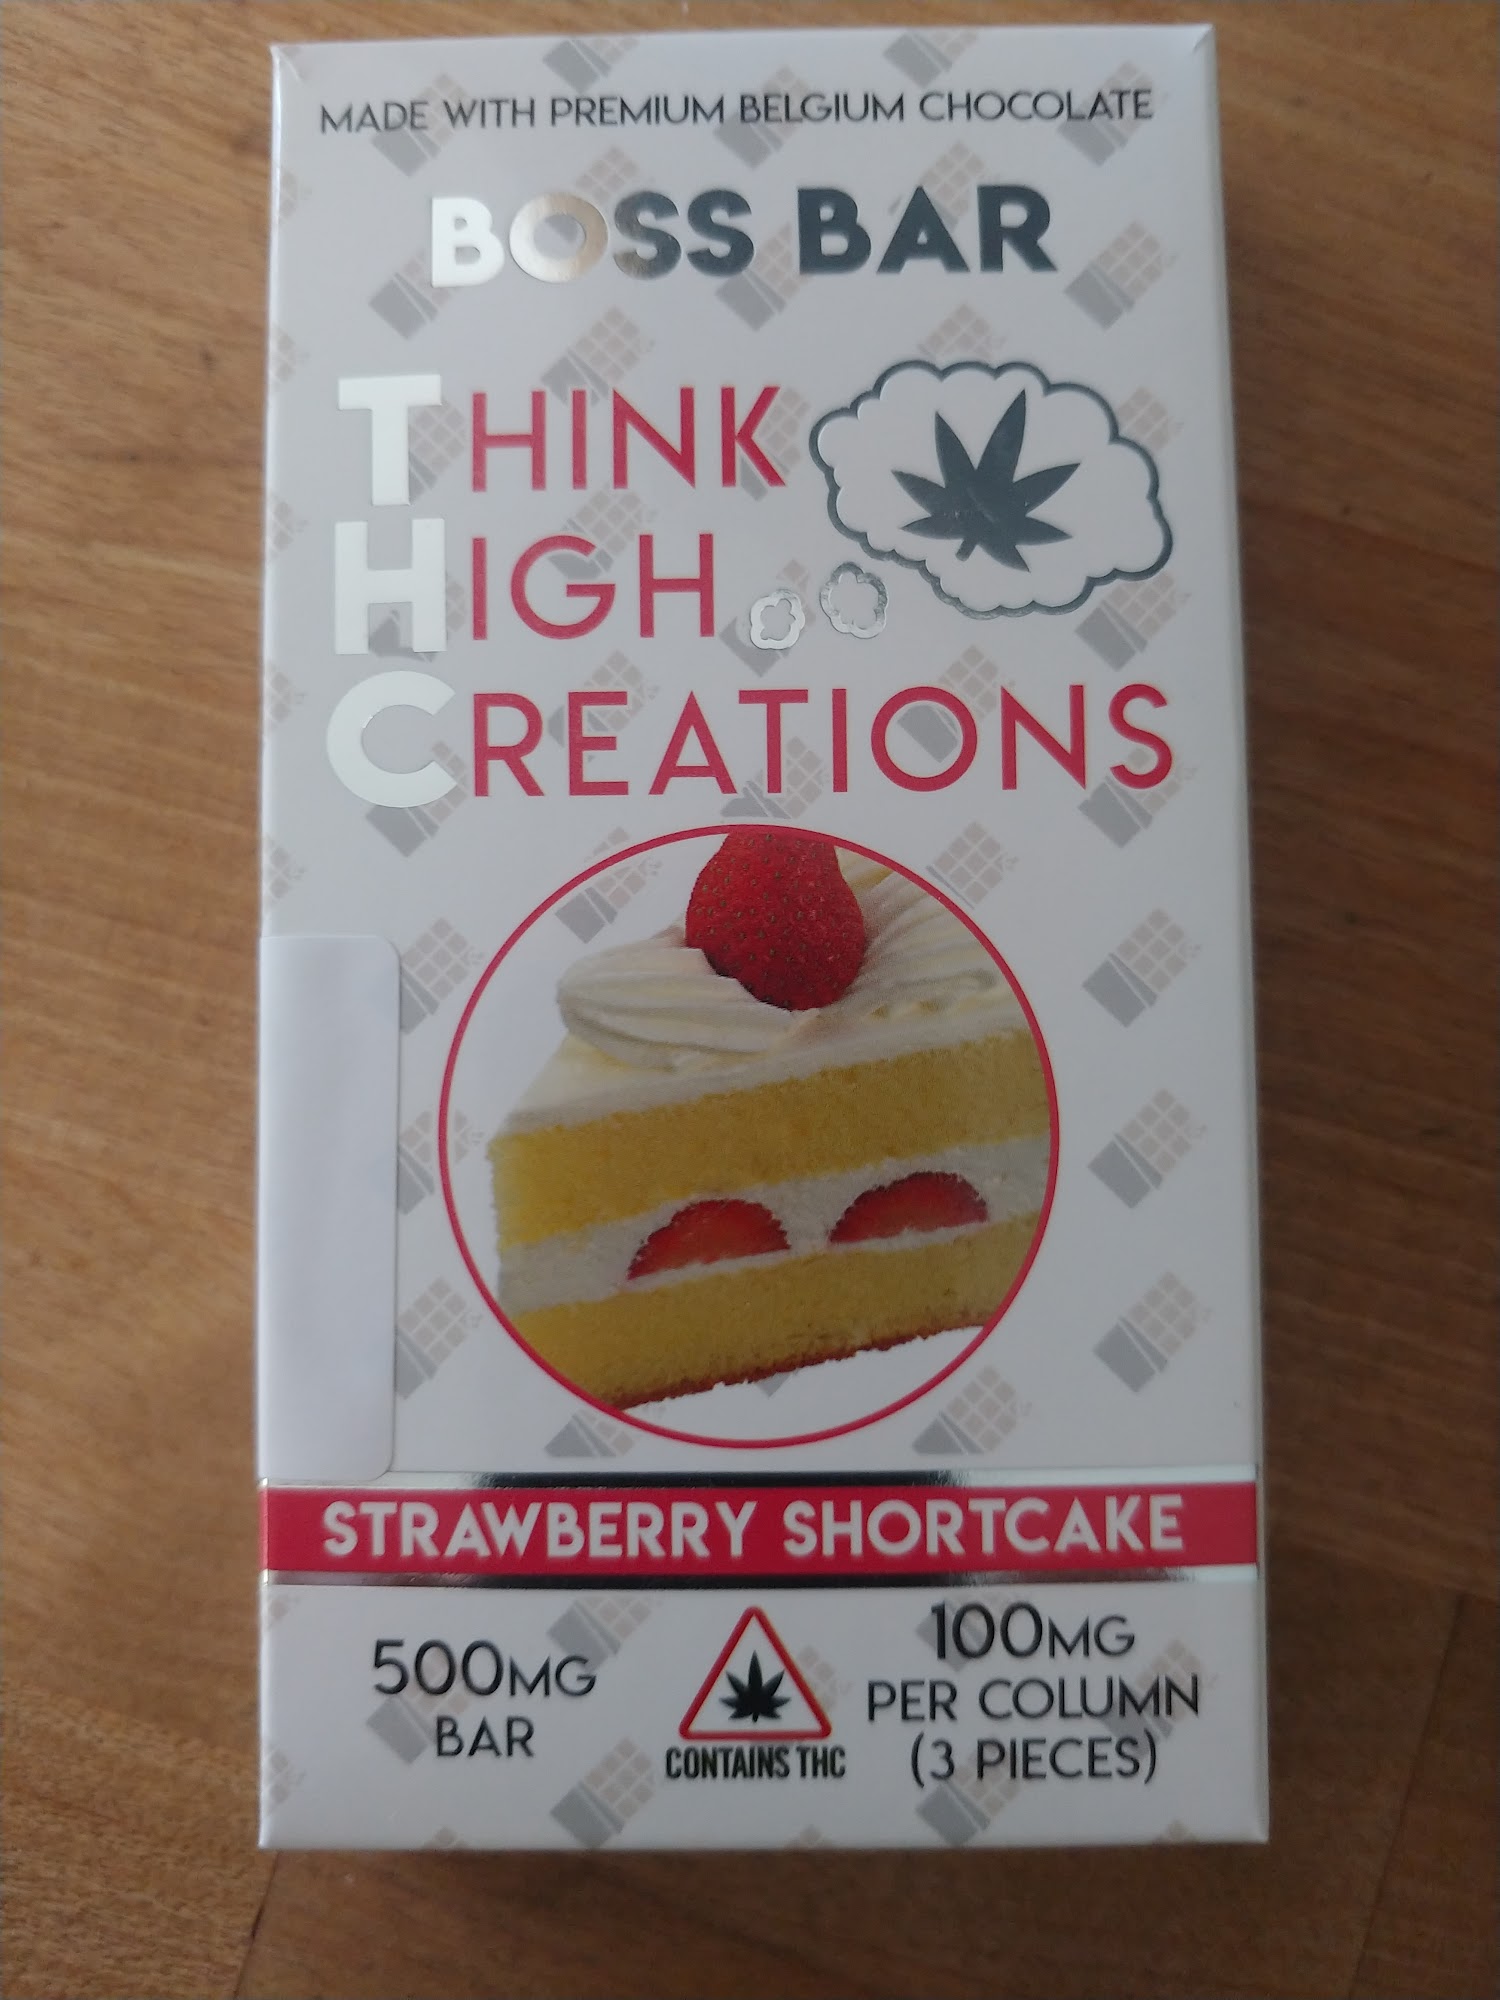 MADE WITH PREMIUM BELGIUM CHOCOLATE
BOSS BAR
THINK
HIGH
CREATIONS
STRAWBERRY SHORTCAKE
500MG
BAR
CONTAINS THC
100MG
PER COLUMN
(3 PIECES)